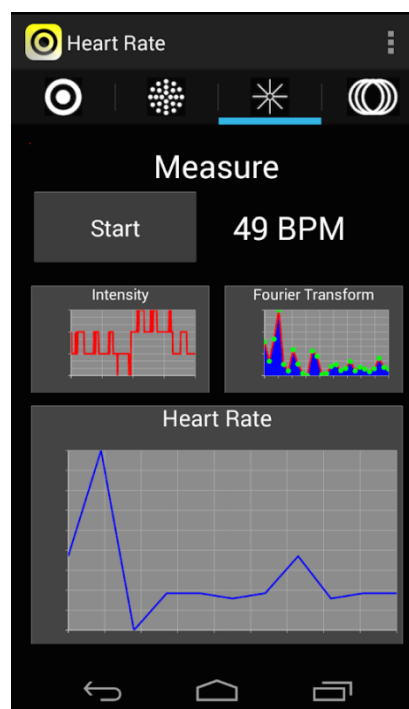 Heart Rate
Measure
Start
49 BPM
Intensity
Fourier Transform
Heart Rate